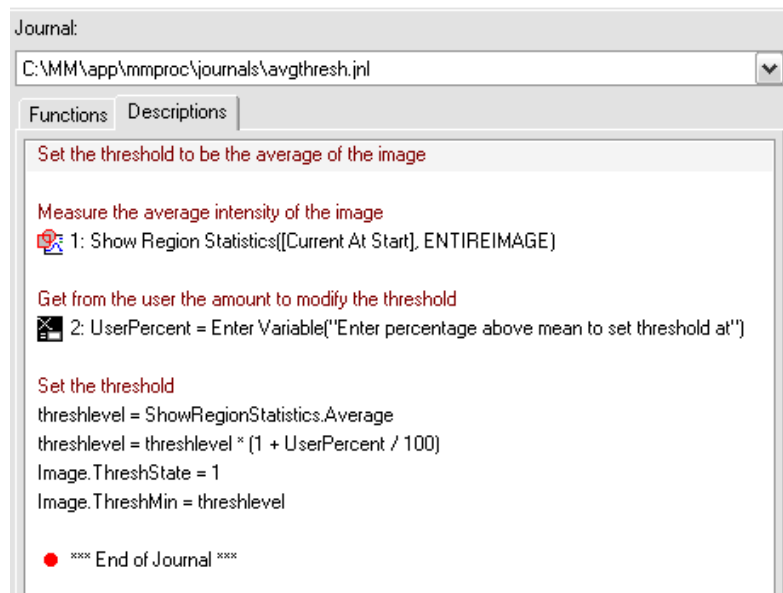 Journal:
C:\MM\app\mmproc\journals\avgthresh.jnl
Functions Descriptions
Set the threshold to be the average of the image
Measure the average intensity of the image
1: Show Region Statistics([Current At Start], ENTIREIMAGE)
Get from the user the amount to modify the threshold
2: UserPercent = Enter Variable("Enter percentage above mean to set threshold at")
Set the threshold
threshlevel = ShowRegionStatistics.Average
threshlevel = threshlevel * (1 + UserPercent / 100)
Image.ThreshState = 1
Image.ThreshMin = threshlevel
*** End of Journal ***